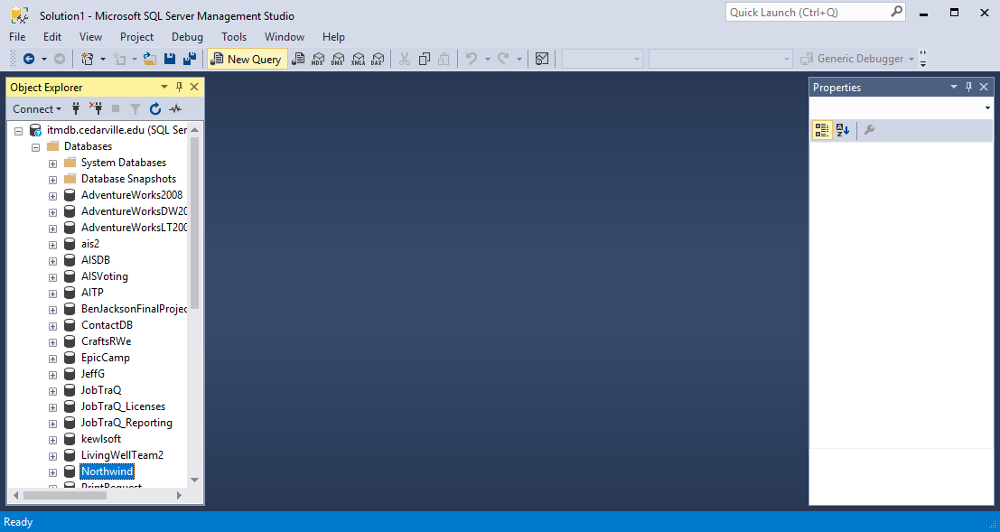 Solution1 - Microsoft SQL Server Management Studio
Quick Launch (Ctrl+Q)
File Edit View Project Debug Tools Window Help
New Query MDX DMX XMLA DAX Generic Debugger
Object Explorer
Properties
Connect
itmdb.cedarville.edu (SQL Ser
Databases
System Databases
Database Snapshots
AdventureWorks2008
AdventureWorksDW20
AdventureWorksLT200
ais2
AISDB
AISVoting
AITP
BenJacksonFinalProjec
ContactDB
CraftsRWe
EpicCamp
JeffG
JobTraQ
JobTraQ_Licenses
JobTraQ_Reporting
kewlsoft
LivingWellTeam2
Northwind
PrintRequest
Ready